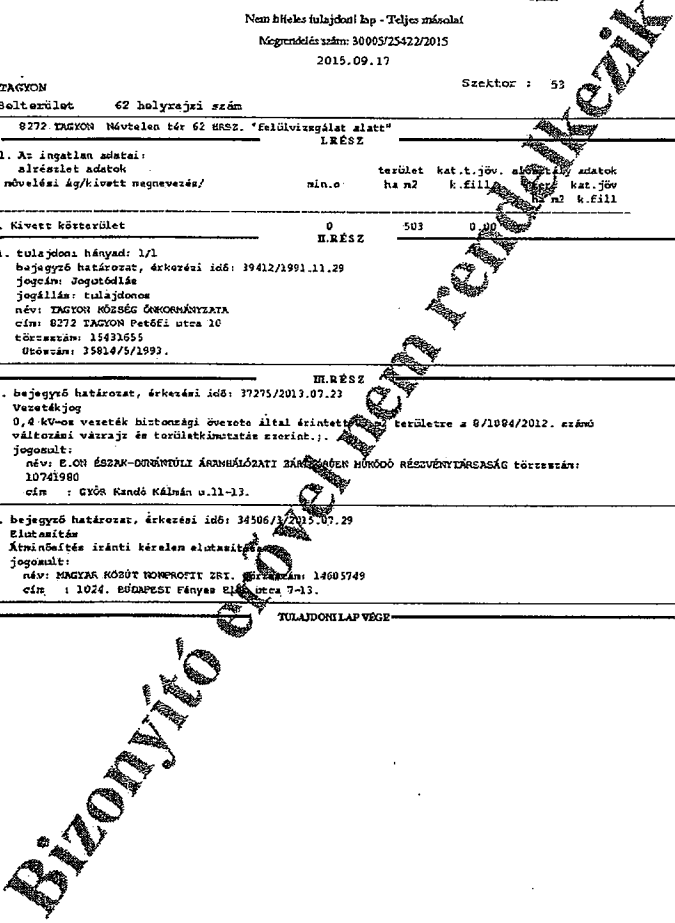 Nem hiteles tulajdoni lap - Teljes másolat
Megrendelés szám: 30005/25422/2015
2015.09.17
TAGYON Szektor : 53
Belterület 62 helyrajzi szám
8272 TAGYON Névtelen tér 62 HRSZ. "felülvizsgálat alatt"
I.RÉSZ
1. Az ingatlan adatai:
alrészlet adatok terület kat.t.jöv. alosztály adatok
művelési ág/kivett megnevezés/ min.o ha m2 k.fill kat.jöv
ha m2 k.fill
. Kivett közterület 0 503 0.00
II.RÉSZ
1. tulajdoni hányad: 1/1
bejegyző határozat, érkezési idő: 39412/1991.11.29
jogcím: Jogutódlás
jogállás: tulajdonos
név: TAGYON KÖZSÉG ÖNKORMÁNYZATA
cím: 8272 TAGYON Petőfi utca 10
törzsszám: 15431655
Utószám: 35814/5/1993.
III.RÉSZ
. bejegyző határozat, érkezési idő: 37275/2013.07.23
Vezetékjog
0,4 kV-os vezeték biztonsági övezete által érintett területre a 8/1084/2012. számú
változási vázrajz és területkimutatás szerint.;.
jogosult:
név: E.ON ÉSZAK-DUNÁNTÚLI ÁRAMHÁLÓZATI ZÁRTKÖRŰEN MŰKÖDŐ RÉSZVÉNYTÁRSASÁG törzsszám:
10741980
cím : GYŐR Kandó Kálmán u.11-13.
. bejegyző határozat, érkezési idő: 34506/3/2015.07.29
Elutasítás
Átminősítés iránti kérelem elutasítása
jogosult:
név: MAGYAR KÖZÚT NONPROFIT ZRT. törzsszám: 14605749
cím : 1024. BUDAPEST Fényes Elek utca 7-13.
TULAJDONI LAP VÉGE
Bizonyító erővel nem rendelkezik